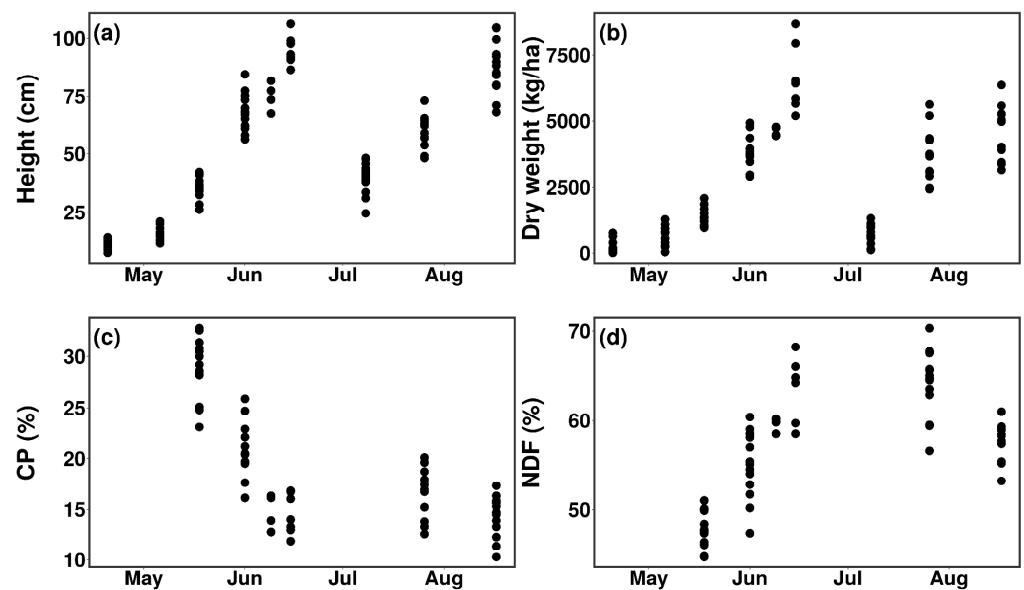 (a)
Height (cm)
100
75
50
25
May Jun Jul Aug
(b)
Dry weight (kg/ha)
7500
5000
2500
0
May Jun Jul Aug
(c)
CP (%)
30
25
20
15
10
May Jun Jul Aug
(d)
NDF (%)
70
60
50
May Jun Jul Aug